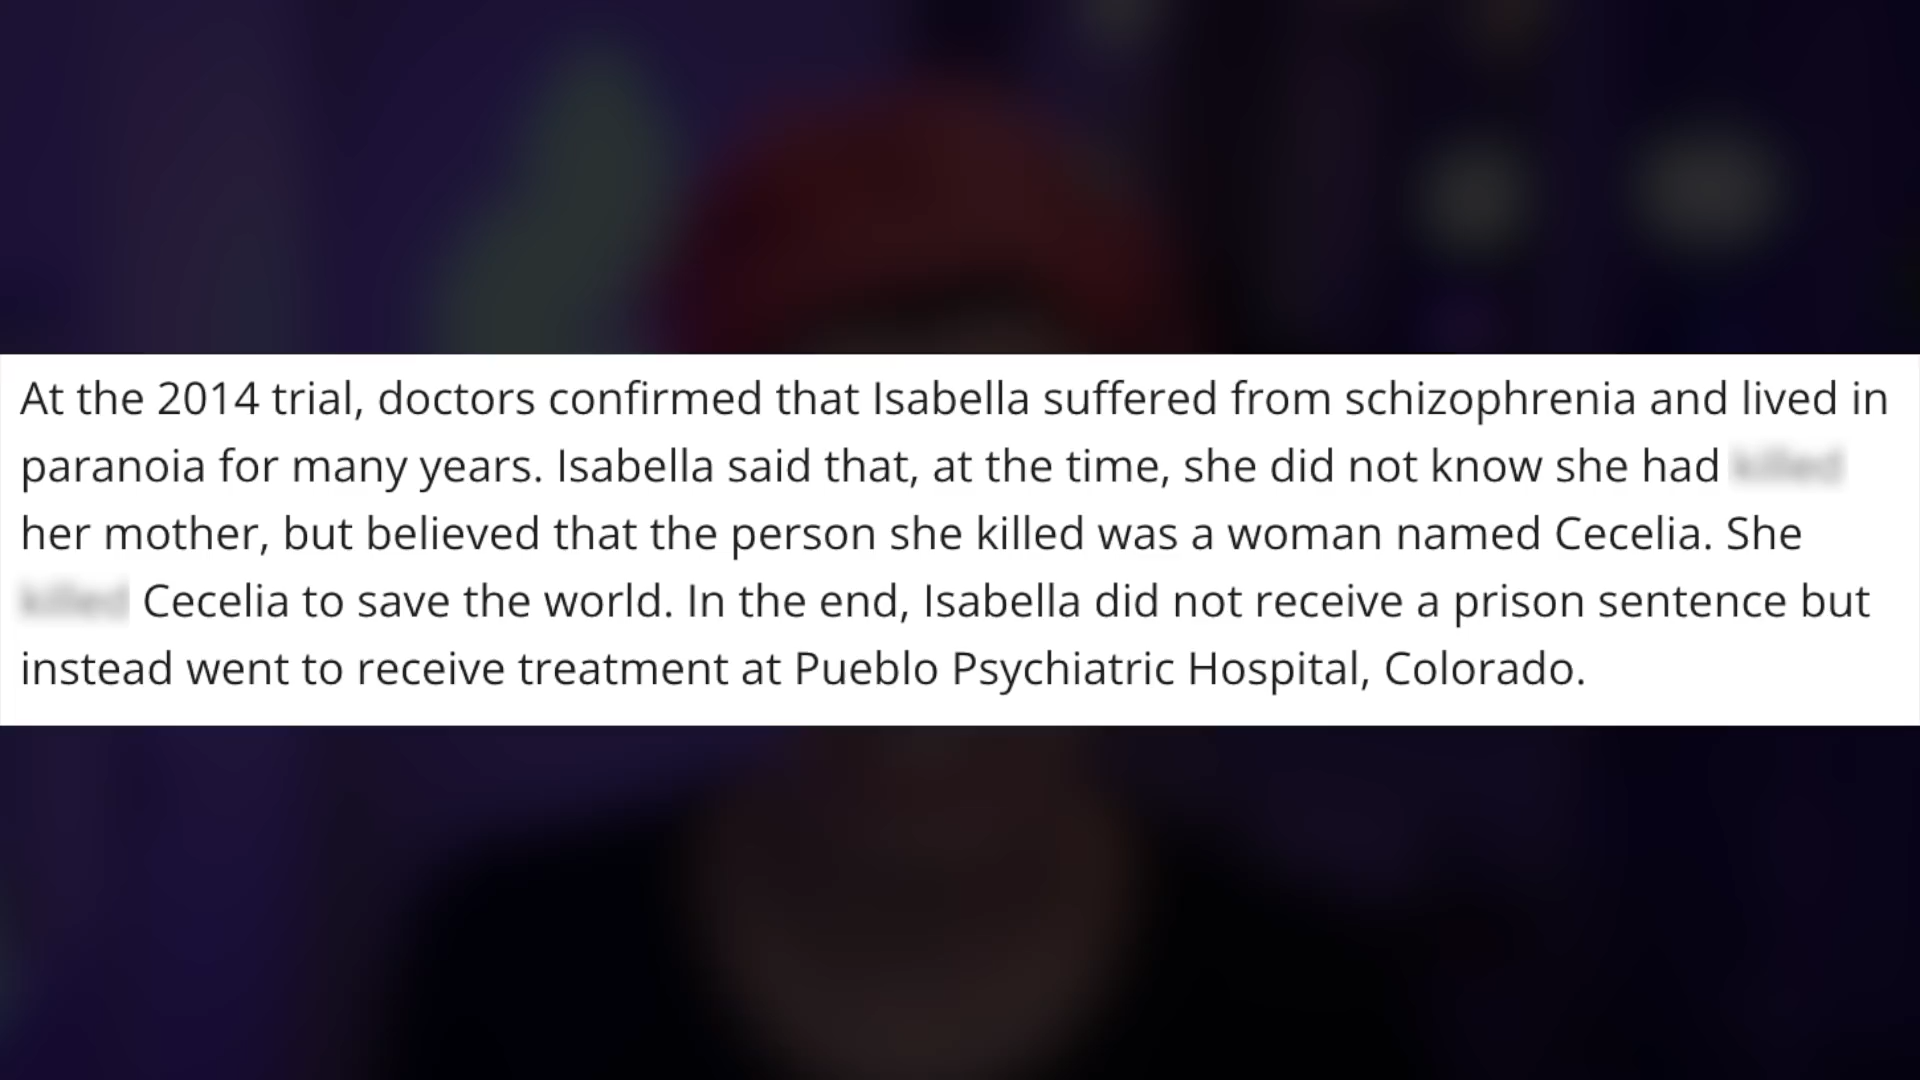 At the 2014 trial, doctors confirmed that Isabella suffered from schizophrenia and lived in
paranoia for many years. Isabella said that, at the time, she did not know she had killed
her mother, but believed that the person she killed was a woman named Cecelia. She
killed Cecelia to save the world. In the end, Isabella did not receive a prison sentence but
instead went to receive treatment at Pueblo Psychiatric Hospital, Colorado.